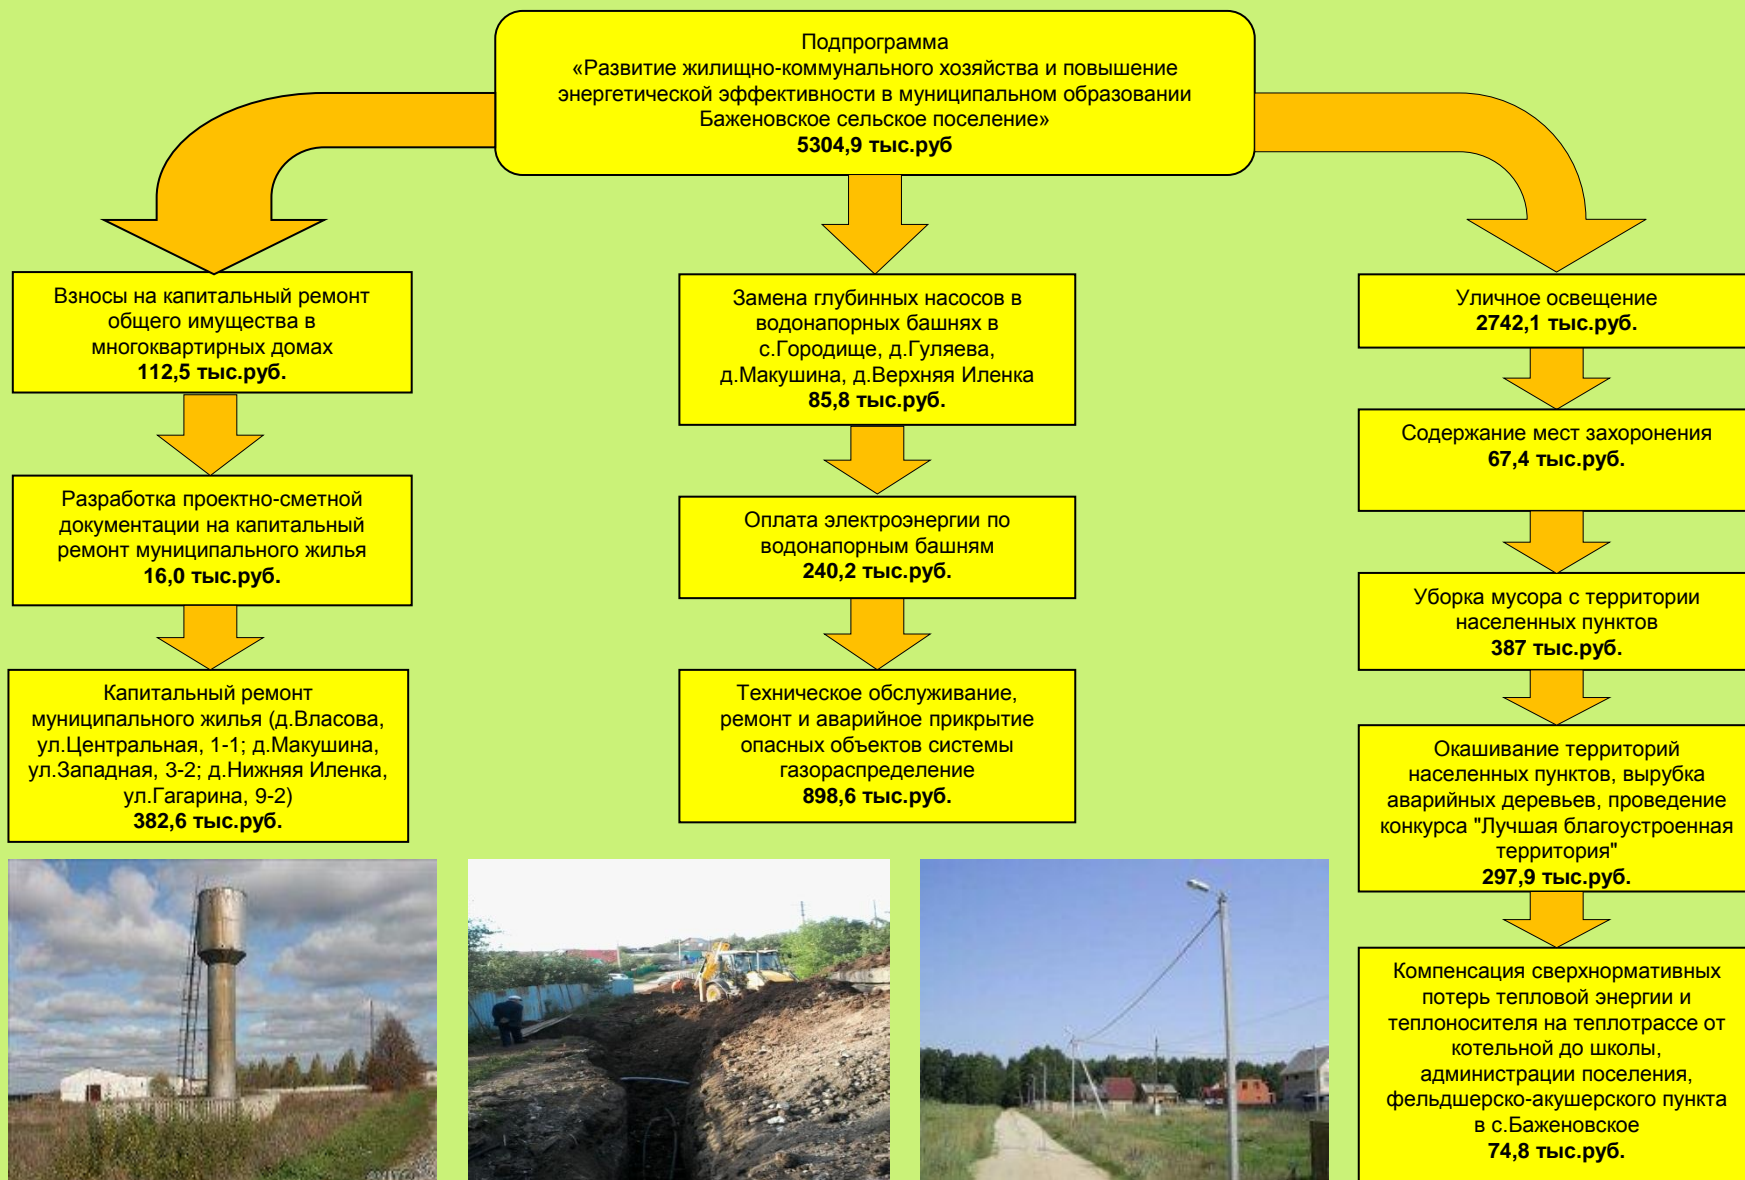 Подпрограмма
«Развитие жилищно-коммунального хозяйства и повышение
энергетической эффективности в муниципальном образовании
Баженовское сельское поселение»
5304,9 тыс.руб
Взносы на капитальный ремонт
общего имущества в
многоквартирных домах
112,5 тыс.руб.
Разработка проектно-сметной
документации на капитальный
ремонт муниципального жилья
16,0 тыс.руб.
Капитальный ремонт
муниципального жилья (д.Власова,
ул.Центральная, 1-1; д.Макушина,
ул.Западная, 3-2; д.Нижняя Иленка,
ул.Гагарина, 9-2)
382,6 тыс.руб.
Замена глубинных насосов в
водонапорных башнях в
с.Городище, д.Гуляева,
д.Макушина, д.Верхняя Иленка
85,8 тыс.руб.
Оплата электроэнергии по
водонапорным башням
240,2 тыс.руб.
Техническое обслуживание,
ремонт и аварийное прикрытие
опасных объектов системы
газораспределение
898,6 тыс.руб.
Уличное освещение
2742,1 тыс.руб.
Содержание мест захоронения
67,4 тыс.руб.
Уборка мусора с территории
населенных пунктов
387 тыс.руб.
Окашивание территорий
населенных пунктов, вырубка
аварийных деревьев, проведение
конкурса "Лучшая благоустроенная
территория"
297,9 тыс.руб.
Компенсация сверхнормативных
потерь тепловой энергии и
теплоносителя на теплотрассе от
котельной до школы,
администрации поселения,
фельдшерско-акушерского пункта
в с.Баженовское
74,8 тыс.руб.